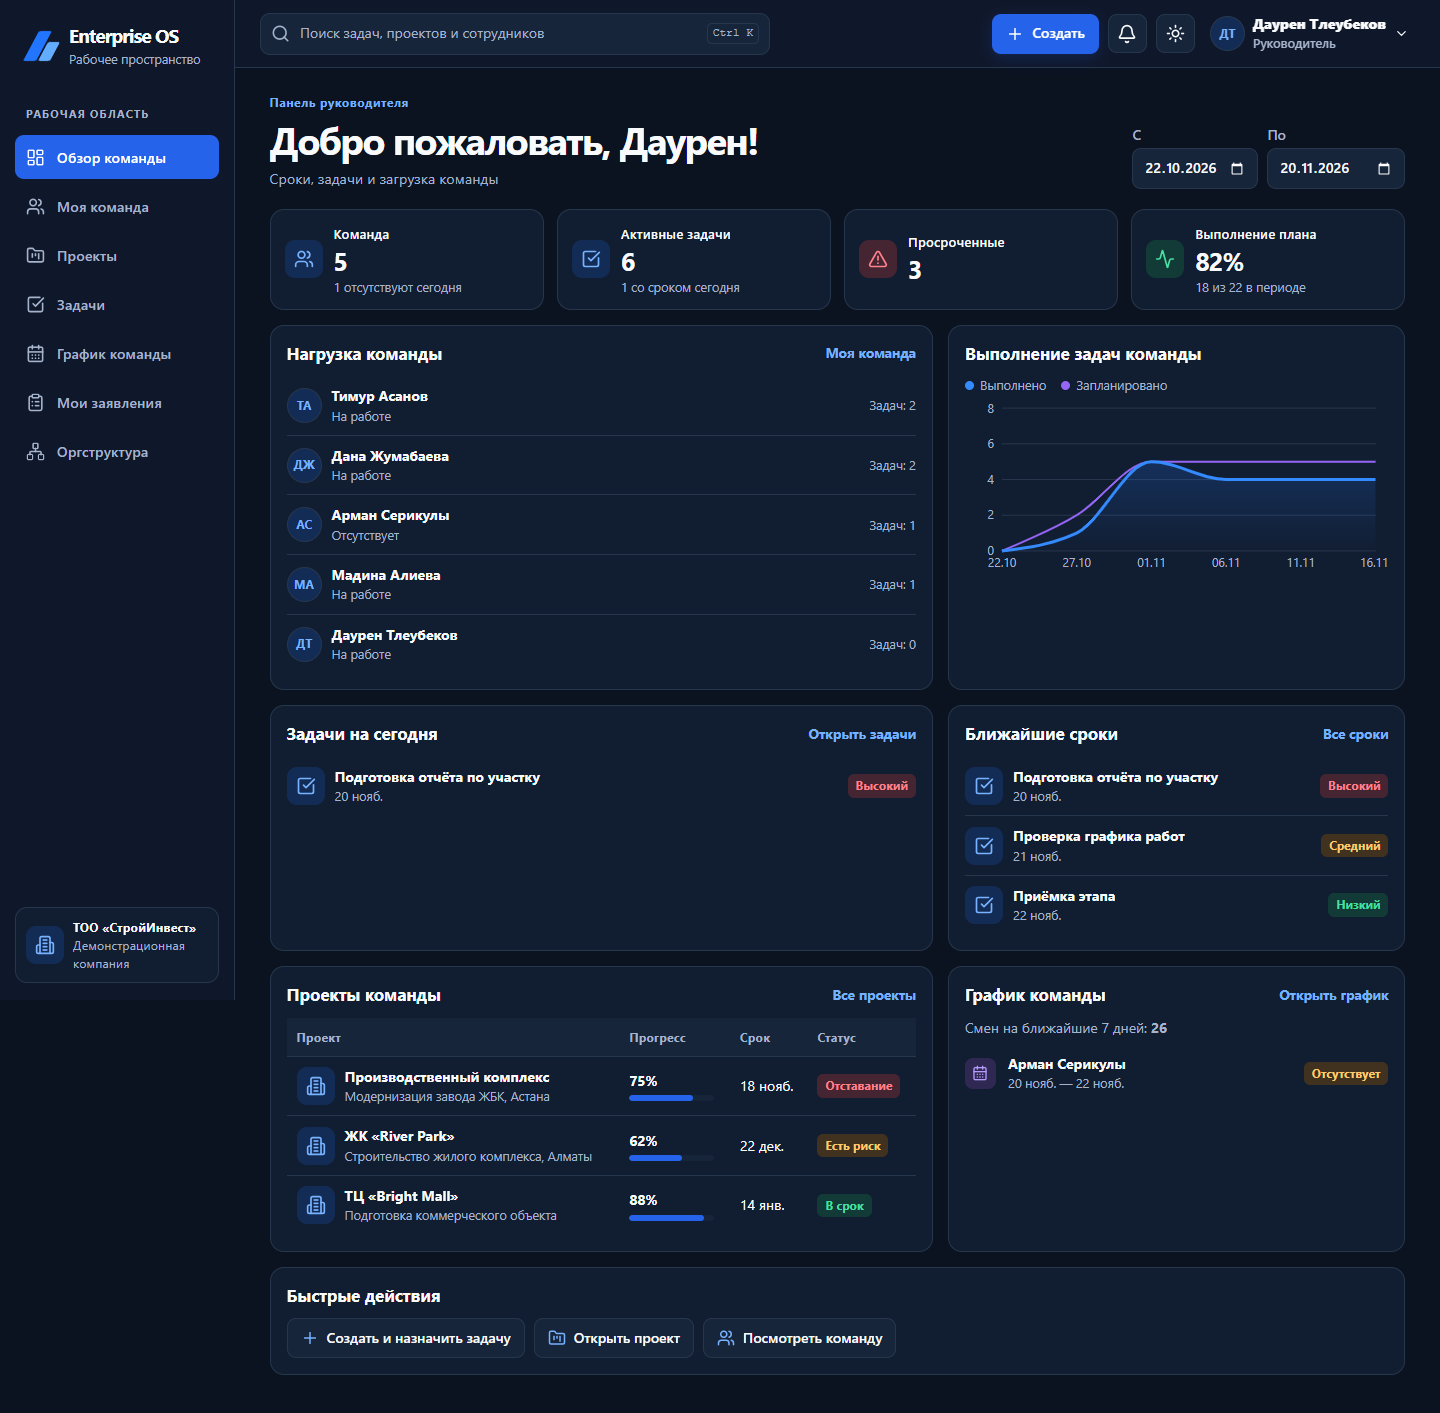 Enterprise OS
Рабочее пространство
Поиск задач, проектов и сотрудников
Ctrl K
Создать
ДТ
Даурен Тлеубеков
Руководитель
РАБОЧАЯ ОБЛАСТЬ
Обзор команды
Моя команда
Проекты
Задачи
График команды
Мои заявления
Оргструктура
ТОО «СтройИнвест»
Демонстрационная
компания
Панель руководителя
Добро пожаловать, Даурен!
Сроки, задачи и загрузка команды
С
22.10.2026
По
20.11.2026
Команда
5
1 отсутствуют сегодня
Активные задачи
6
1 со сроком сегодня
Просроченные
3
Выполнение плана
82%
18 из 22 в периоде
Нагрузка команды
Моя команда
ТА
Тимур Асанов
На работе
Задач: 2
ДЖ
Дана Жумабаева
На работе
Задач: 2
АС
Арман Серикулы
Отсутствует
Задач: 1
МА
Мадина Алиева
На работе
Задач: 1
ДТ
Даурен Тлеубеков
На работе
Задач: 0
Выполнение задач команды
Выполнено
Запланировано
8
6
4
2
0
22.10
27.10
01.11
06.11
11.11
16.11
Задачи на сегодня
Открыть задачи
Подготовка отчёта по участку
20 нояб.
Высокий
Ближайшие сроки
Все сроки
Подготовка отчёта по участку
20 нояб.
Высокий
Проверка графика работ
21 нояб.
Средний
Приёмка этапа
22 нояб.
Низкий
Проекты команды
Все проекты
Проект
Прогресс
Срок
Статус
Производственный комплекс
Модернизация завода ЖБК, Астана
75%
18 нояб.
Отставание
ЖК «River Park»
Строительство жилого комплекса, Алматы
62%
22 дек.
Есть риск
ТЦ «Bright Mall»
Подготовка коммерческого объекта
88%
14 янв.
В срок
График команды
Открыть график
Смен на ближайшие 7 дней: 26
Арман Серикулы
20 нояб. — 22 нояб.
Отсутствует
Быстрые действия
Создать и назначить задачу
Открыть проект
Посмотреть команду